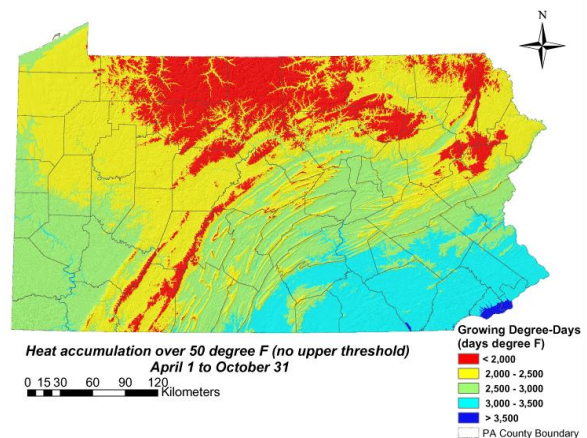 N
Heat accumulation over 50 degree F (no upper threshold)
April 1 to October 31
0 15 30 60 90 120
Kilometers
Growing Degree-Days
(days degree F)
< 2,000
2,000 - 2,500
2,500 - 3,000
3,000 - 3,500
> 3,500
PA County Boundary